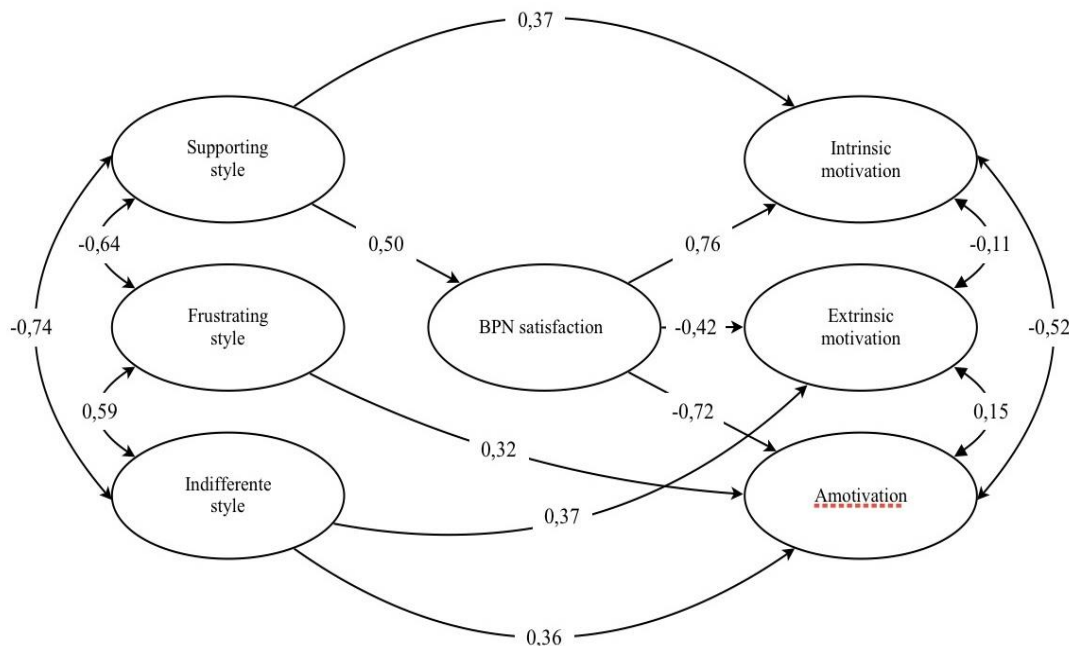 0,37
Supporting
style
Intrinsic
motivation
-0,64
0,50
0,76
-0,11
Frustrating
style
BPN satisfaction
Extrinsic
motivation
-0,74
-0,42
-0,52
0,59
-0,72
0,15
0,32
Indifferente
style
Amotivation
0,37
0,36